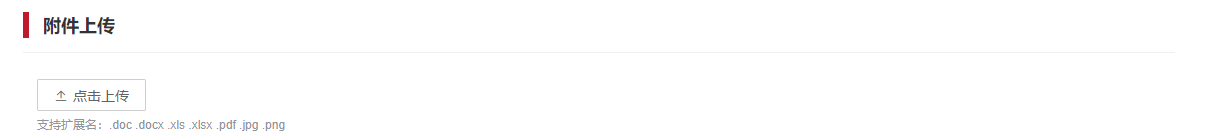 附件上传
点击上传
支持扩展名：.doc .docx .xls .xlsx .pdf .jpg .png